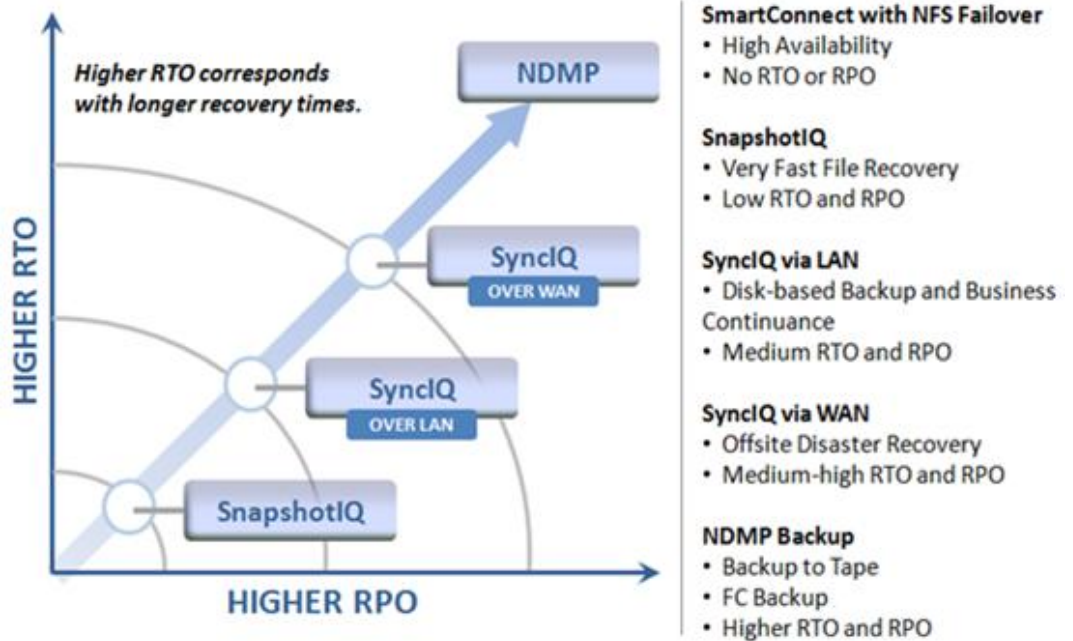 Higher RTO corresponds
with longer recovery times.
NDMP
SyncIQ
OVER WAN
SyncIQ
OVER LAN
SnapshotIQ
HIGHER RTO
HIGHER RPO
SmartConnect with NFS Failover
• High Availability
• No RTO or RPO
SnapshotIQ
• Very Fast File Recovery
• Low RTO and RPO
SyncIQ via LAN
• Disk-based Backup and Business
Continuance
• Medium RTO and RPO
SyncIQ via WAN
• Offsite Disaster Recovery
• Medium-high RTO and RPO
NDMP Backup
• Backup to Tape
• FC Backup
• Higher RTO and RPO